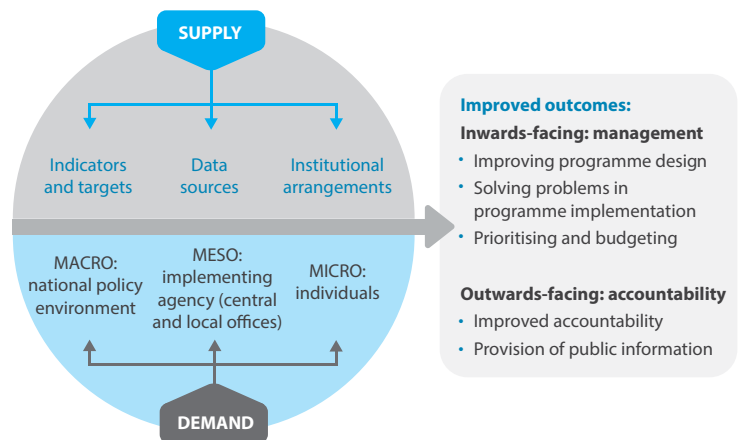 SUPPLY
Indicators
and targets
Data
sources
Institutional
arrangements
MACRO:
national policy
environment
MESO:
implementing
agency (central
and local offices)
MICRO:
individuals
DEMAND
Improved outcomes:
Inwards-facing: management
• Improving programme design
• Solving problems in
programme implementation
• Prioritising and budgeting
Outwards-facing: accountability
• Improved accountability
• Provision of public information